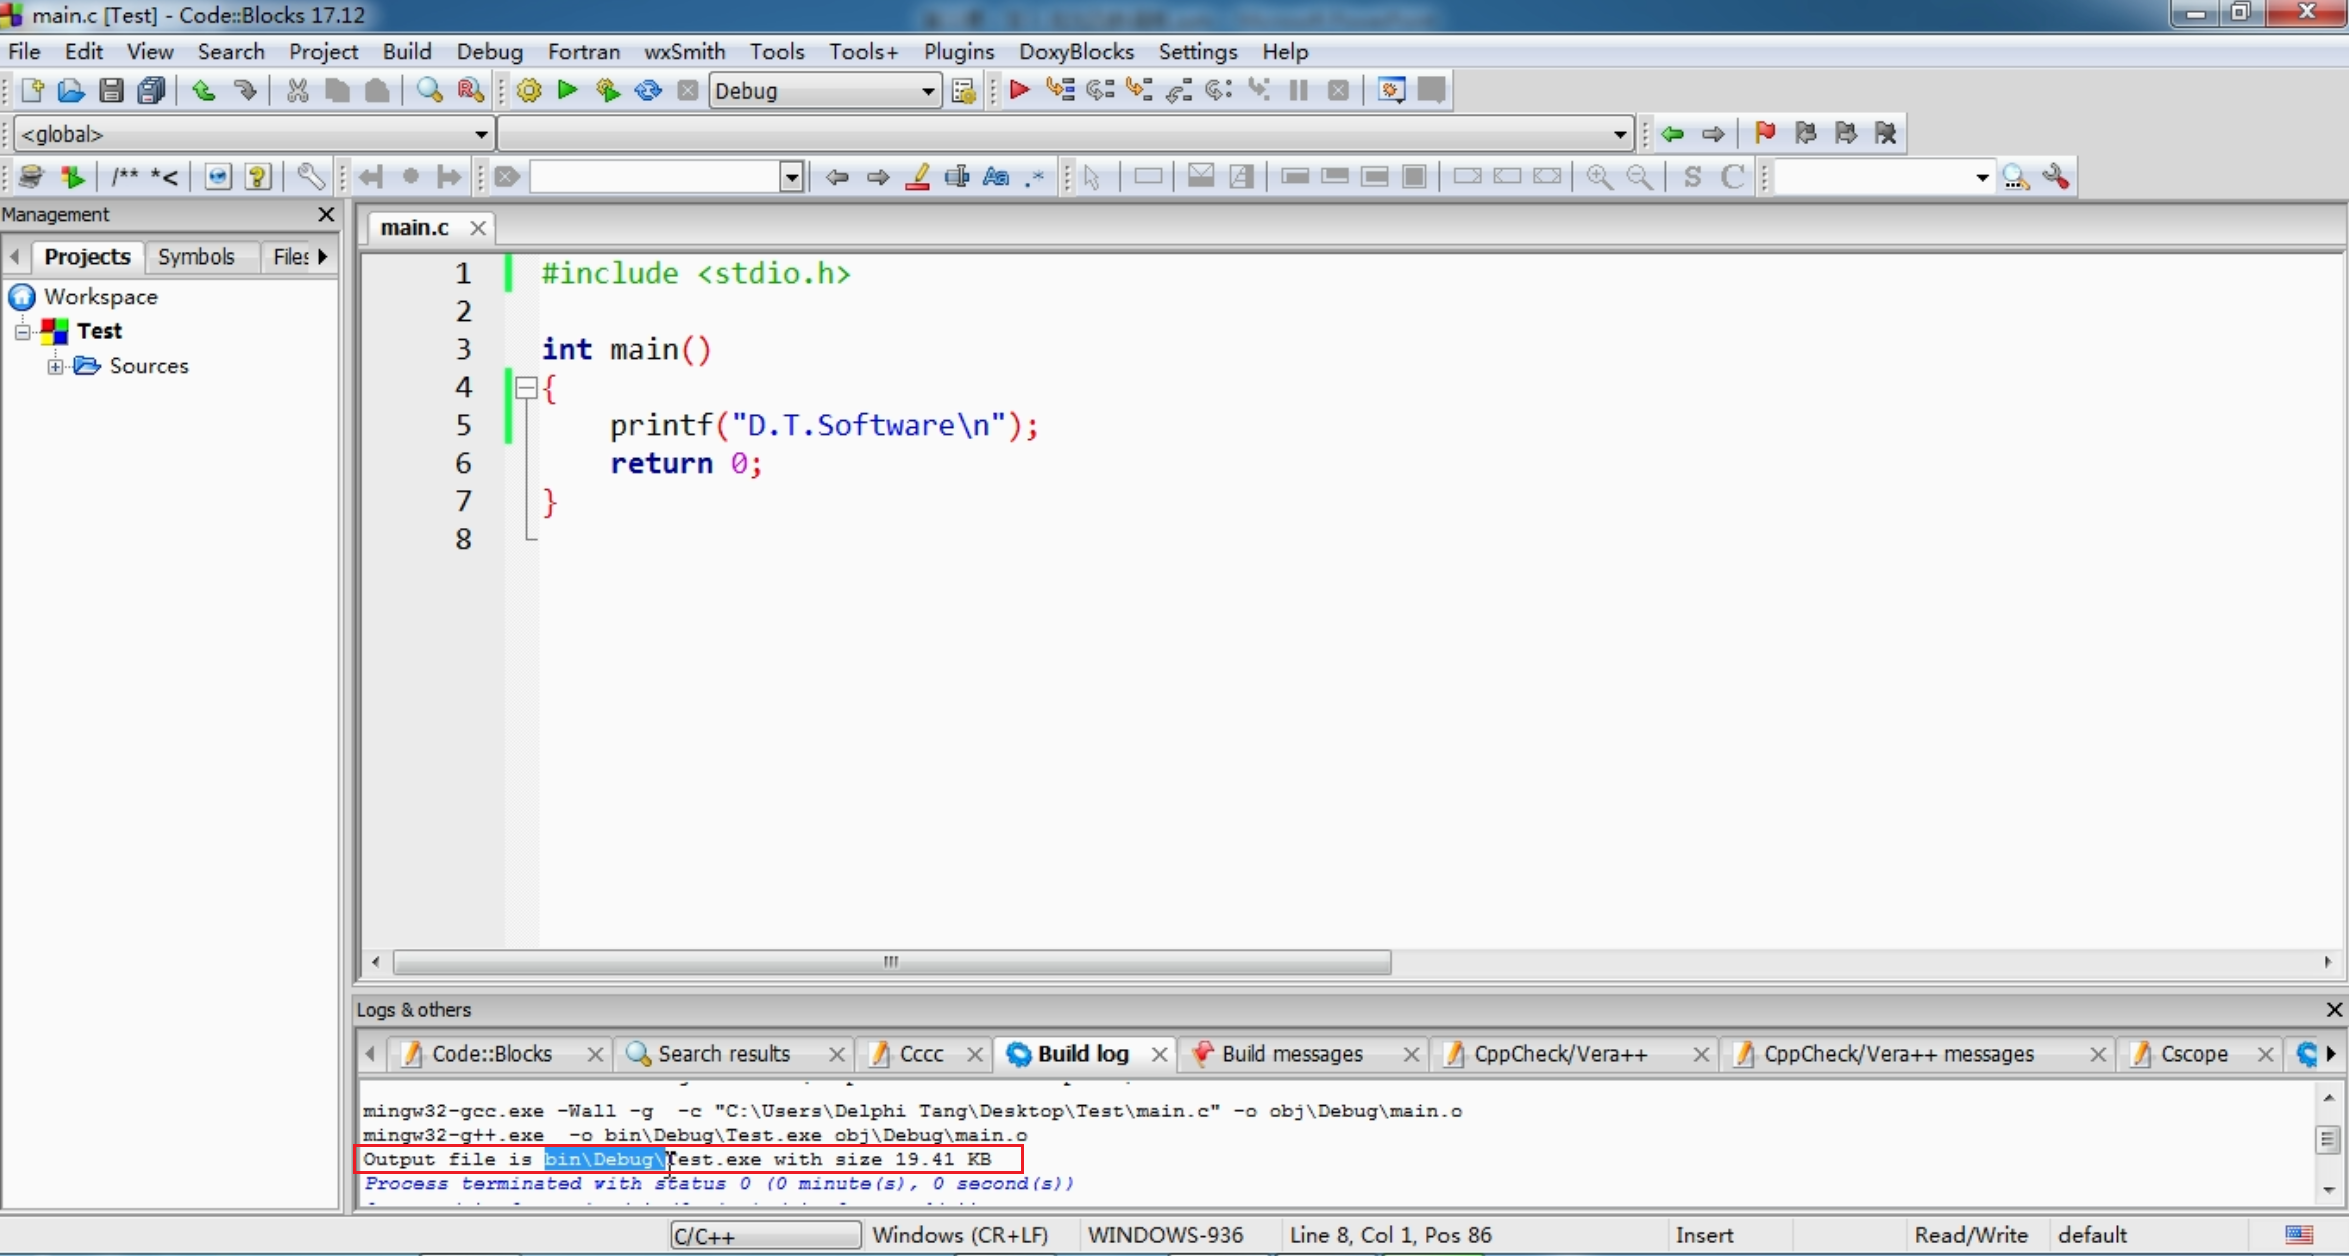 main.c [Test] - Code::Blocks 17.12
File Edit View Search Project Build Debug Fortran wxSmith Tools Tools+ Plugins DoxyBlocks Settings Help
Debug
<global>
/** *<
Aa .* S C
Management
main.c
Projects Symbols Files
Workspace
Test
Sources
1 #include <stdio.h>
2
3 int main()
4 {
5 printf("D.T.Software\n");
6 return 0;
7 }
8
Logs & others
Code::Blocks Search results Cccc Build log Build messages CppCheck/Vera++ CppCheck/Vera++ messages Cscope
mingw32-gcc.exe -Wall -g -c "C:\Users\Delphi Tang\Desktop\Test\main.c" -o obj\Debug\main.o
mingw32-g++.exe -o bin\Debug\Test.exe obj\Debug\main.o
Output file is bin\Debug\Test.exe with size 19.41 KB
Process terminated with status 0 (0 minute(s), 0 second(s))
C/C++ Windows (CR+LF) WINDOWS-936 Line 8, Col 1, Pos 86 Insert Read/Write default